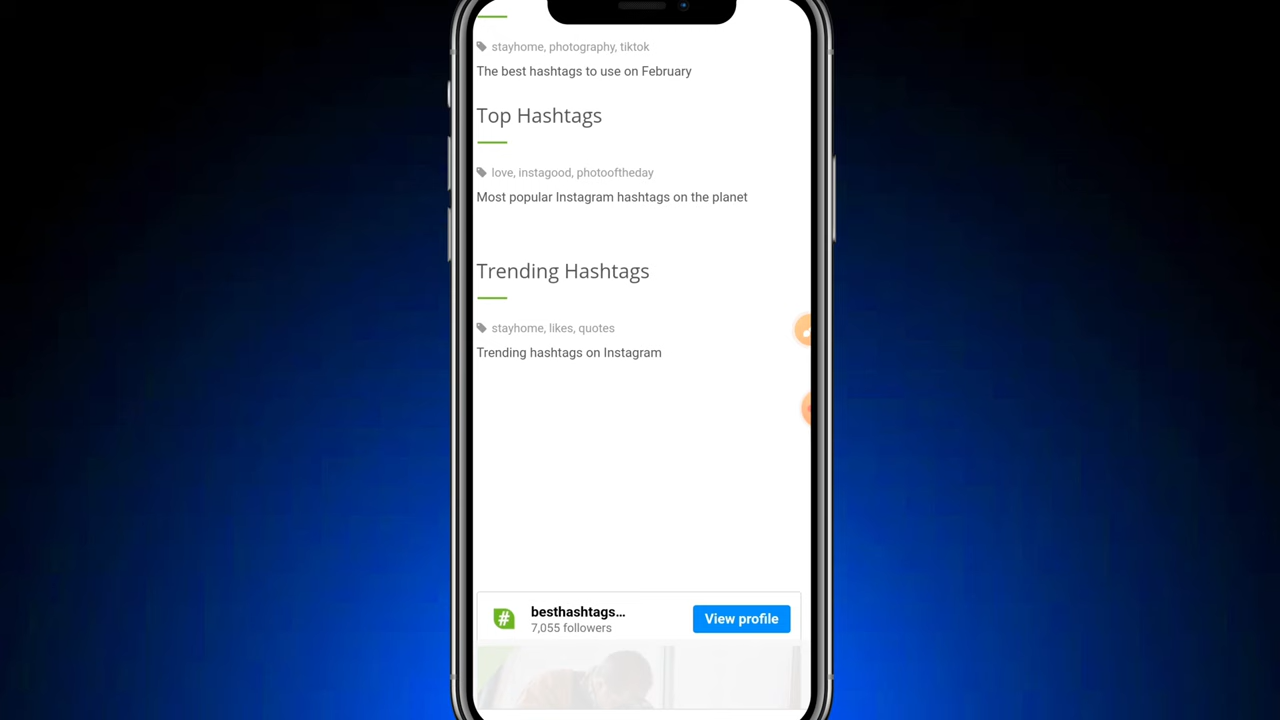 stayhome, photography, tiktok
The best hashtags to use on February
Top Hashtags
love, instagood, photooftheday
Most popular Instagram hashtags on the planet
Trending Hashtags
stayhome, likes, quotes
Trending hashtags on Instagram
#
besthashtags...
7,055 followers
View profile